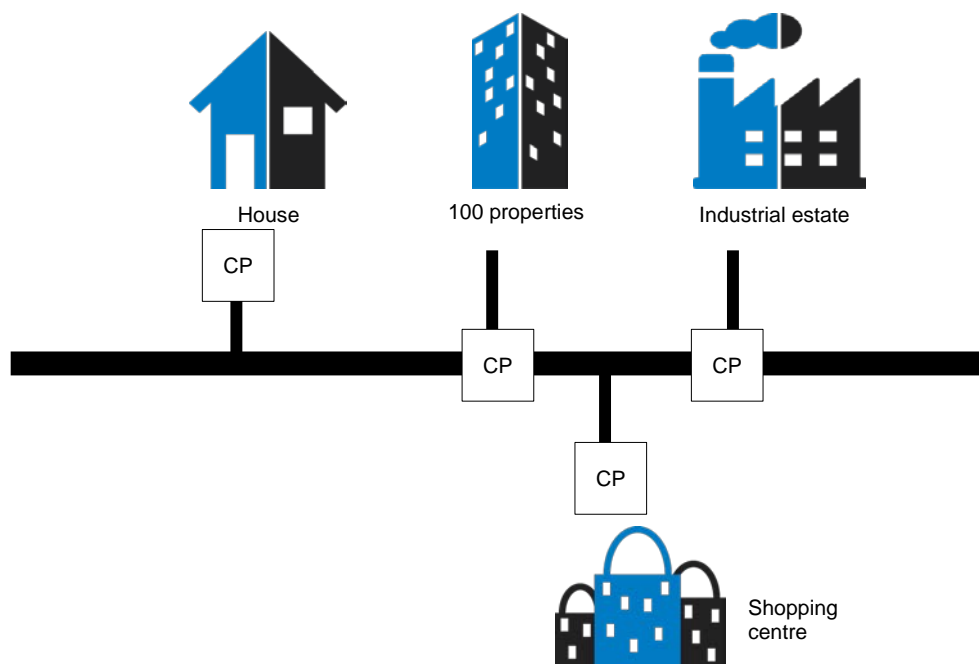 House
100 properties
Industrial estate
CP
CP
CP
CP
Shopping
centre